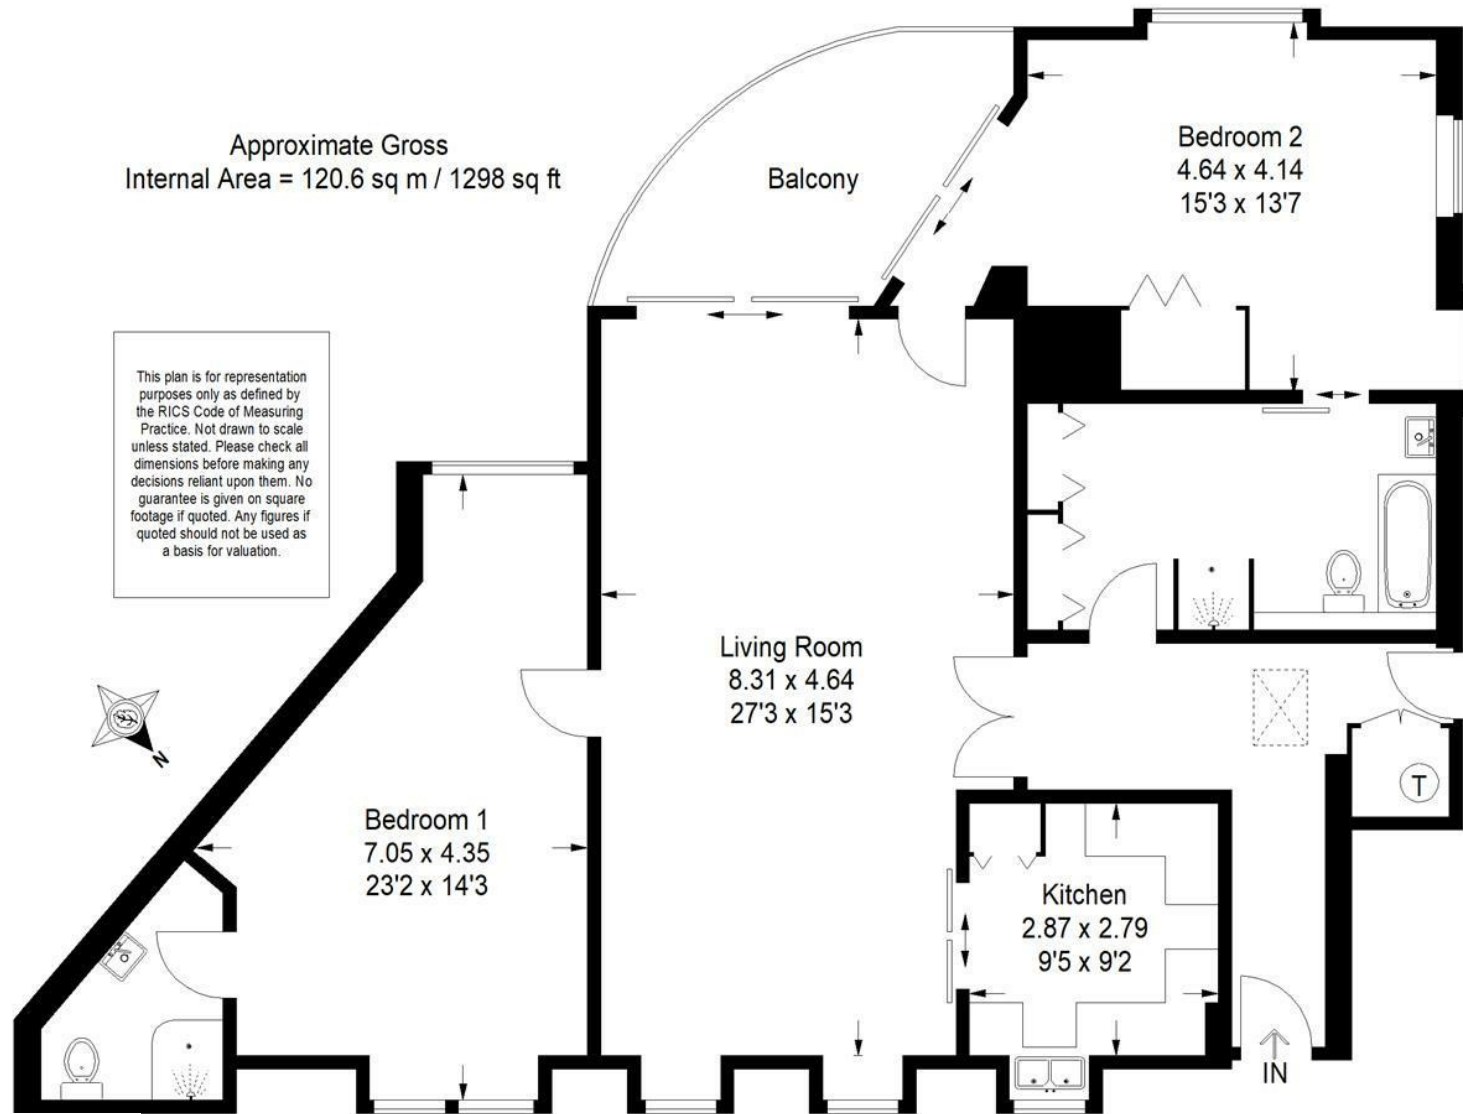 Approximate Gross
Internal Area = 120.6 sq m / 1298 sq ft
Balcony
Bedroom 2
4.64 x 4.14
15'3 x 13'7
This plan is for representation
purposes only as defined by
the RICS Code of Measuring
Practice. Not drawn to scale
unless stated. Please check all
dimensions before making any
decisions reliant upon them. No
guarantee is given on square
footage if quoted. Any figures if
quoted should not be used as
a basis for valuation.
Living Room
8.31 x 4.64
27'3 x 15'3
N
T
Bedroom 1
7.05 x 4.35
23'2 x 14'3
Kitchen
2.87 x 2.79
9'5 x 9'2
IN